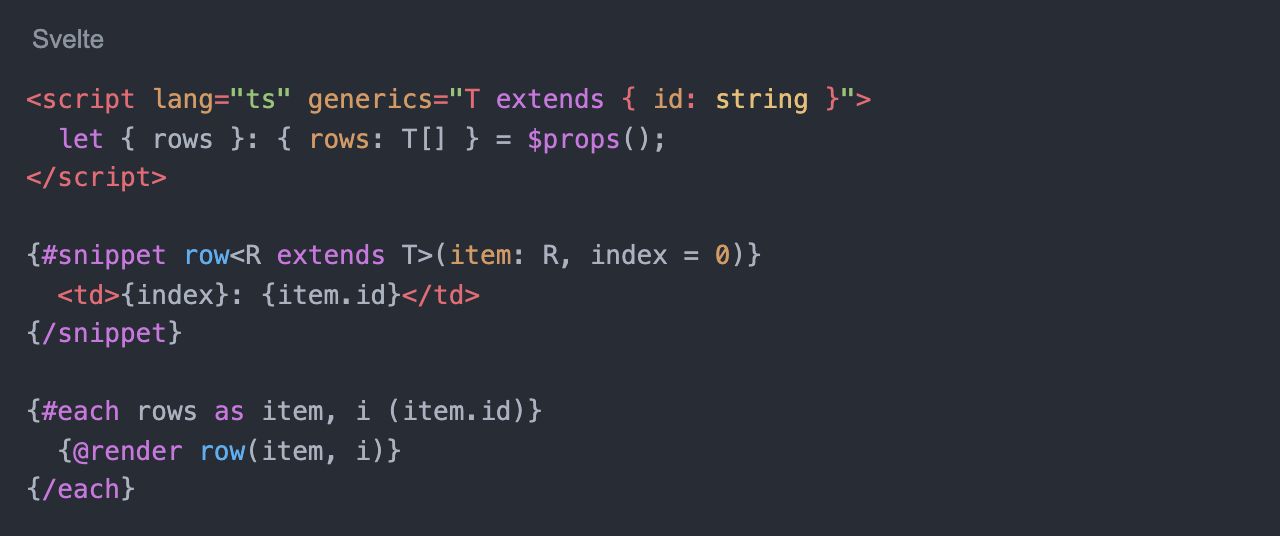 Svelte
<script lang="ts" generics="T extends { id: string }">
  let { rows }: { rows: T[] } = $props();
</script>

{#snippet row<R extends T>(item: R, index = 0)}
  <td>{index}: {item.id}</td>
{/snippet}

{#each rows as item, i (item.id)}
  {@render row(item, i)}
{/each}